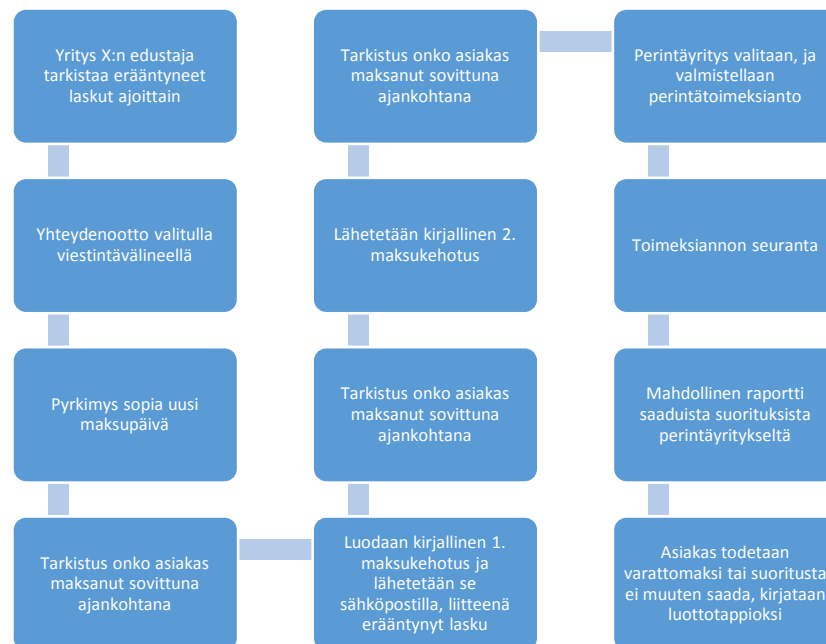 Yritys X:n edustaja
tarkistaa erääntyneet
laskut ajoittain
Yhteydenotto valitulla
viestintävälineellä
Pyrkimys sopia uusi
maksupäivä
Tarkistus onko asiakas
maksanut sovittuna
ajankohtana
Luodaan kirjallinen 1.
maksukehotus ja
lähetetään se
sähköpostilla, liitteenä
erääntynyt lasku
Tarkistus onko asiakas
maksanut sovittuna
ajankohtana
Lähetetään kirjallinen 2.
maksukehotus
Tarkistus onko asiakas
maksanut sovittuna
ajankohtana
Perintäyritys valitaan, ja
valmistellaan
perintätoimeksianto
Toimeksiannon seuranta
Mahdollinen raportti
saaduista suorituksista
perintäyritykseltä
Asiakas todetaan
varattomaksi tai suoritusta
ei muuten saada, kirjataan
luottotappioksi